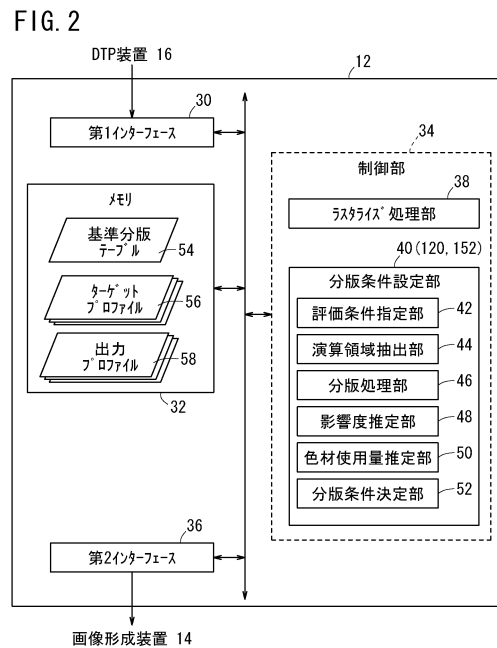 FIG. 2
DTP装置 16
12
30
第1インターフェース
34
制御部
メモリ
38
ラスタライズ処理部
基準分版
テーブル
54
40(120, 152)
分版条件設定部
ターゲット
プロファイル
56
評価条件指定部
42
演算領域抽出部
44
出力
プロファイル
58
分版処理部
46
影響度推定部
48
32
色材使用量推定部
50
分版条件決定部
52
36
第2インターフェース
画像形成装置 14